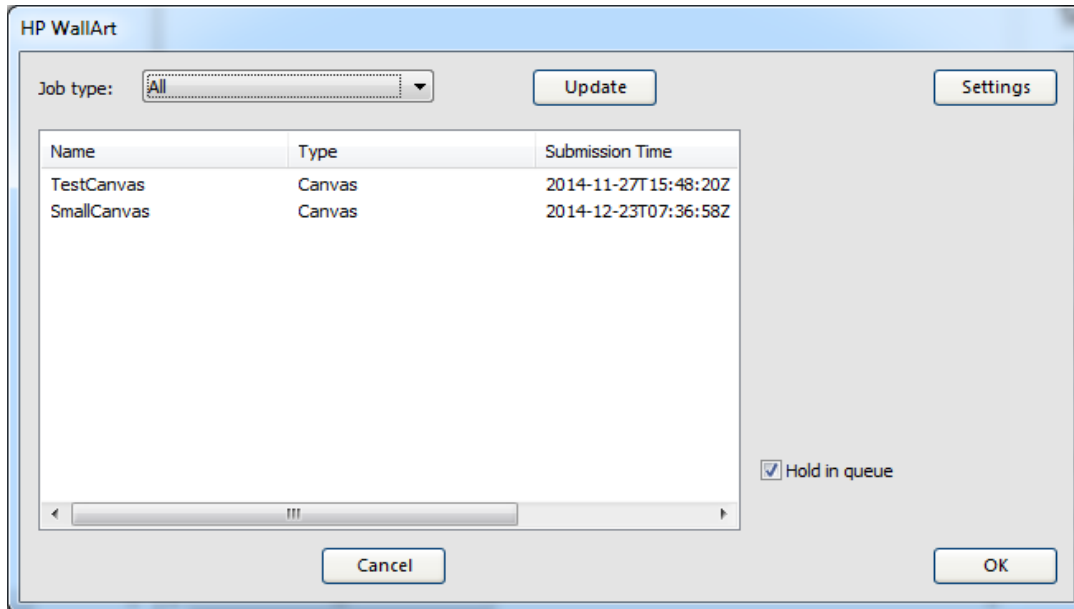 HP WallArt
Job type: All Update Settings
Name Type Submission Time
TestCanvas Canvas 2014-11-27T15:48:20Z
SmallCanvas Canvas 2014-12-23T07:36:58Z
Hold in queue
Cancel OK